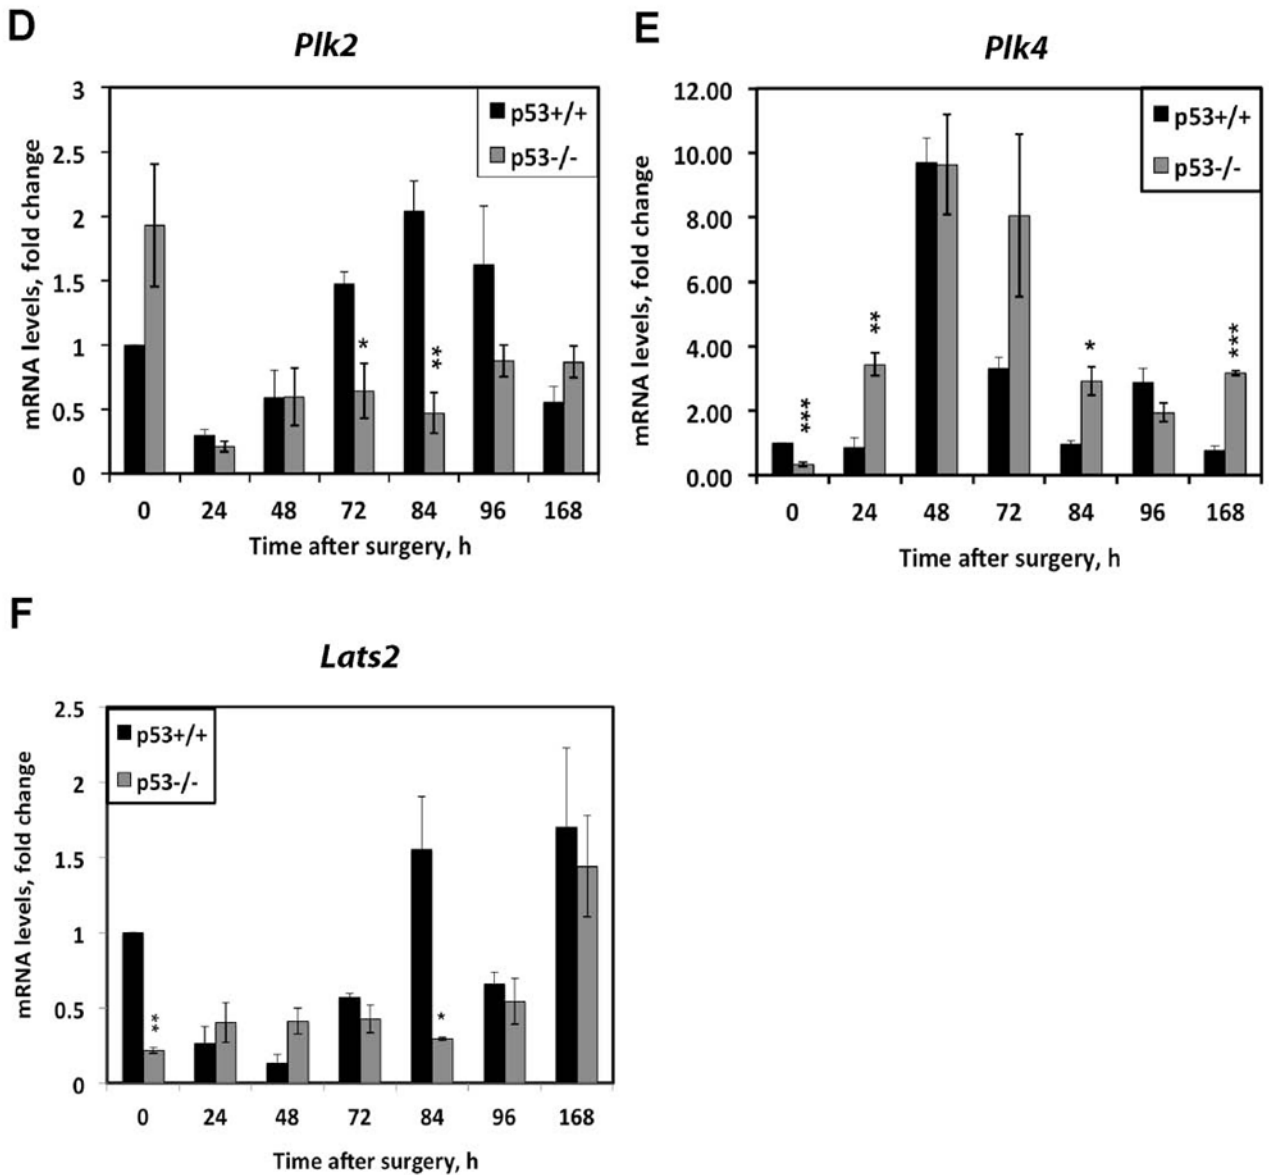 D
Plk2
3
2.5
2
1.5
1
0.5
0
mRNA levels, fold change
p53+/+
p53-/-
*
**
0 24 48 72 84 96 168
Time after surgery, h
E
Plk4
12.00
10.00
8.00
6.00
4.00
2.00
0.00
mRNA levels, fold change
p53+/+
p53-/-
***
**
*
***
0 24 48 72 84 96 168
Time after surgery, h
F
Lats2
2.5
2
1.5
1
0.5
0
mRNA levels, fold change
p53+/+
p53-/-
**
*
0 24 48 72 84 96 168
Time after surgery, h